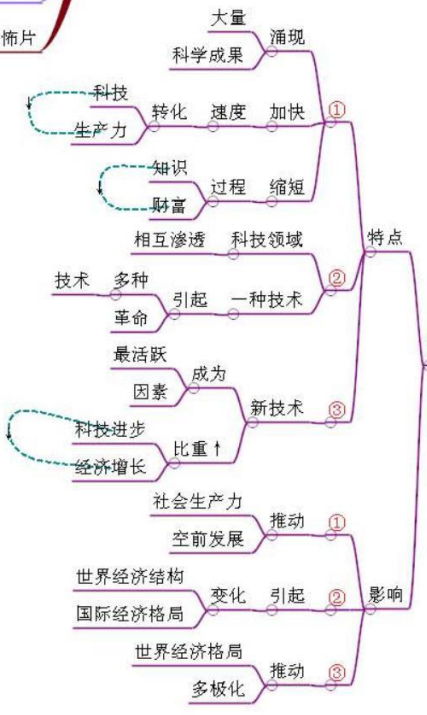 怖片
大量
涌现
科学成果
①
科技
转化 速度 加快
生产力
知识
过程 缩短
财富
特点
相互渗透 科技领域
②
技术 多种
引起 一种技术
革命
最活跃
成为
因素
新技术 ③
科技进步
比重↑
经济增长
社会生产力
推动 ①
空前发展
世界经济结构
变化 引起 ② 影响
国际经济格局
世界经济格局
推动 ③
多极化